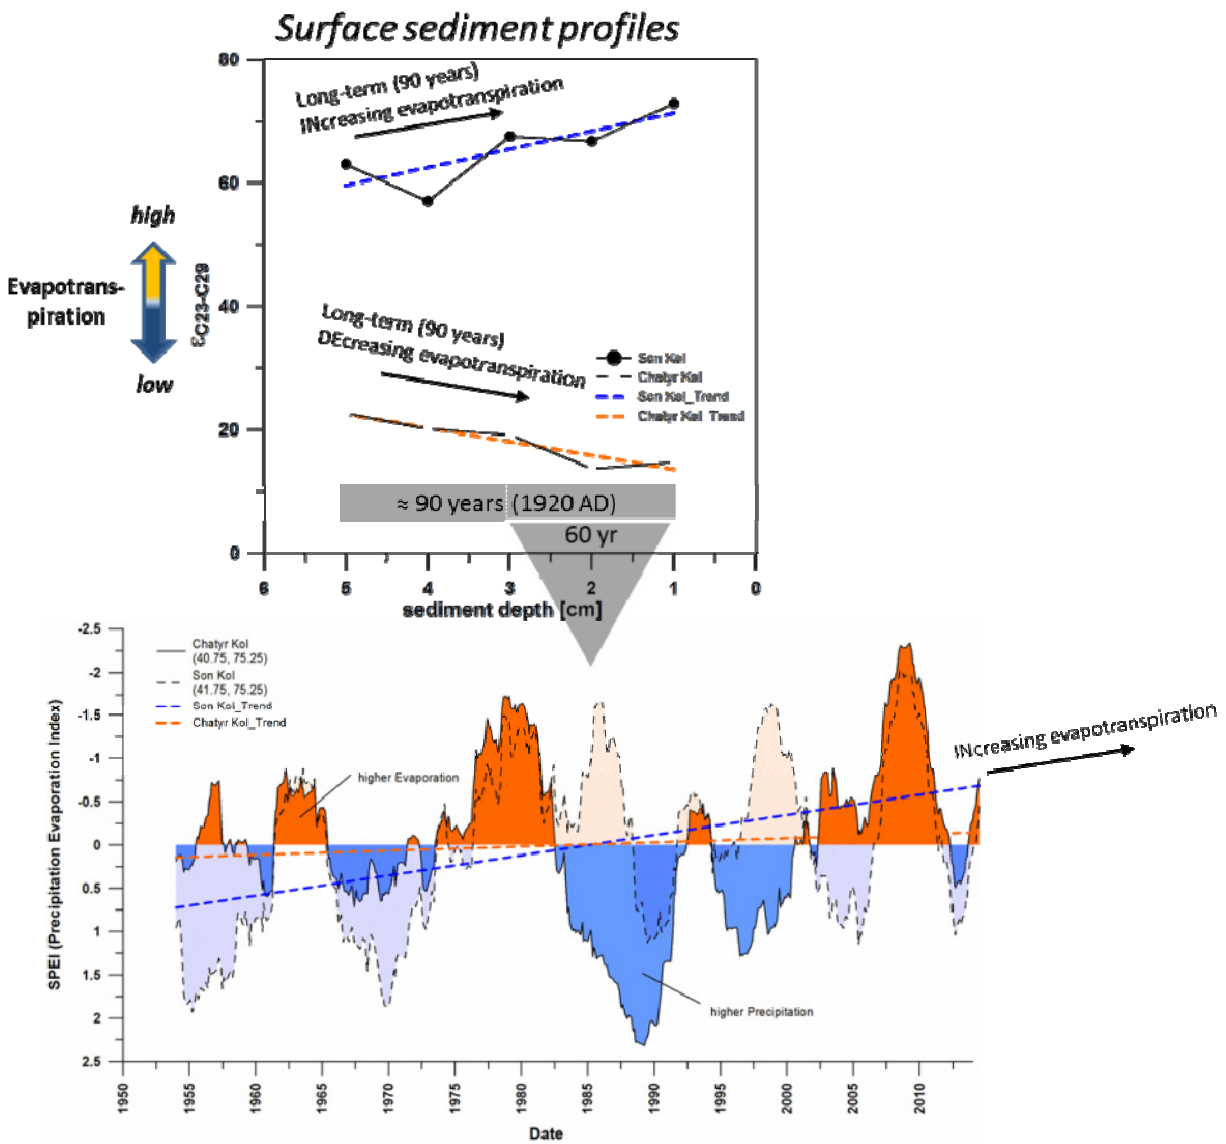 Surface sediment profiles
80
60
40
20
0
Long-term (90 years)
INcreasing evapotranspiration
high
Evapotrans-
piration
low
εC23-C29
Long-term (90 years)
DEcreasing evapotranspiration
Son Kol
Chatyr Kol
Son Kol_Trend
Chatyr Kol_Trend
≈ 90 years (1920 AD)
60 yr
6 5 4 3 2 1 0
sediment depth [cm]
-2.5
-2
-1.5
-1
-0.5
0
0.5
1
1.5
2
2.5
SPEI (Precipitation Evaporation Index)
Chatyr Kol
(40.75, 75.25)
Son Kol
(41.75, 75.25)
Son Kol_Trend
Chatyr Kol_Trend
higher Evaporation
higher Precipitation
INcreasing evapotranspiration
1950 1955 1960 1965 1970 1975 1980 1985 1990 1995 2000 2005 2010
Date